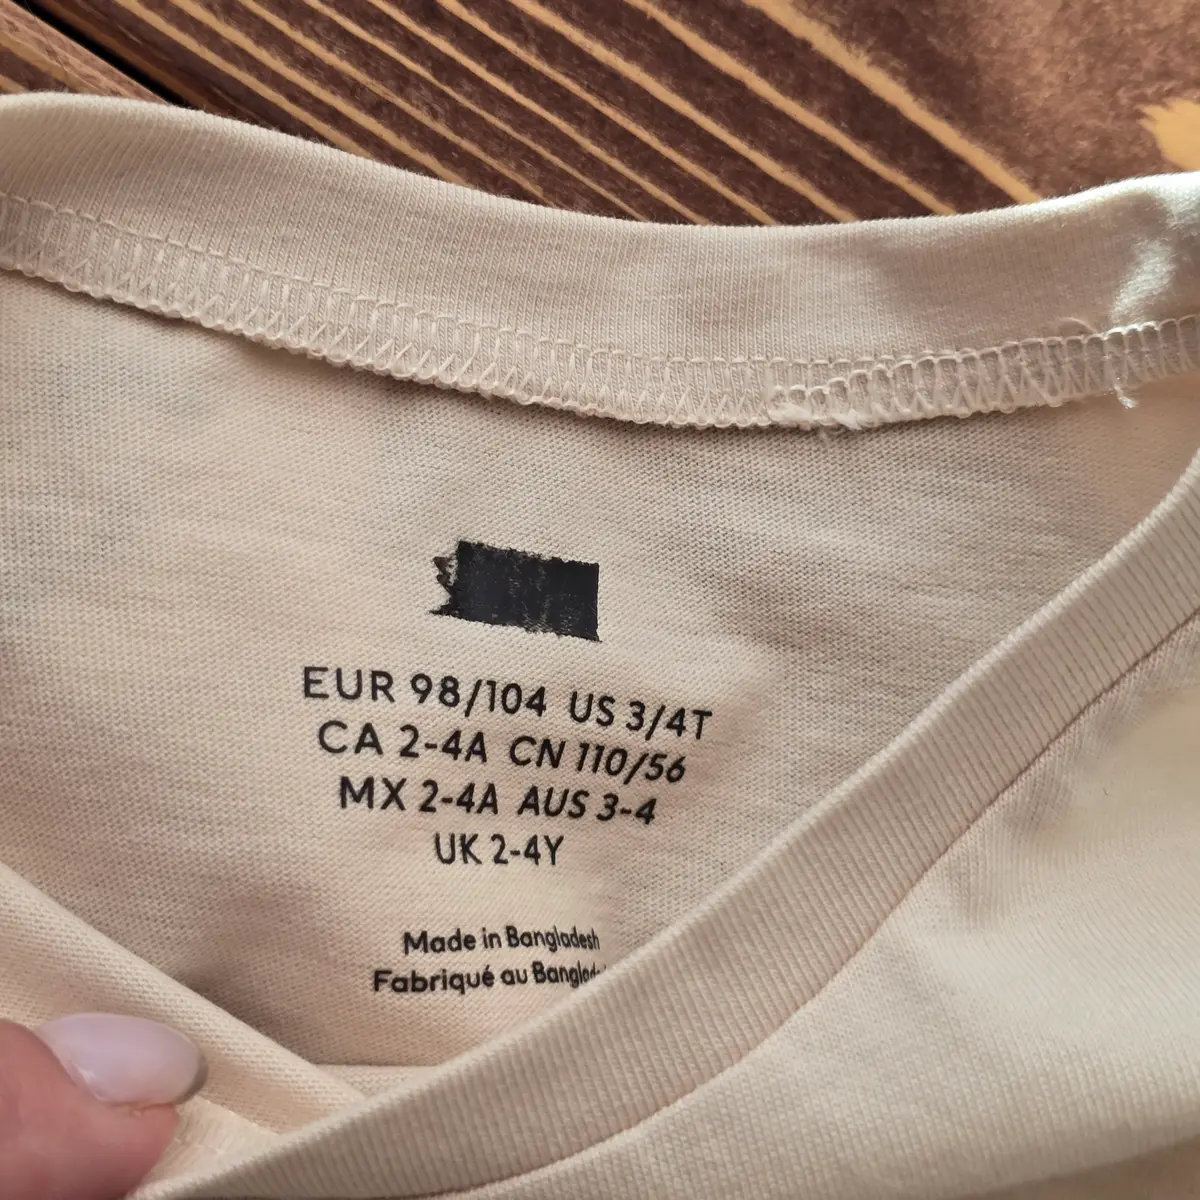 EUR 98/104 US 3/4T
CA 2-4A CN 110/56
MX 2-4A AUS 3-4
UK 2-4Y
Made in Bangladesh
Fabriqué au